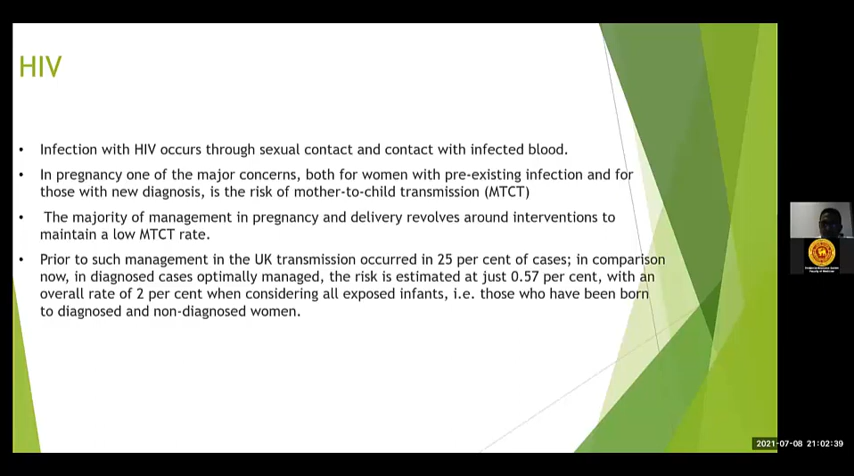 HIV
• Infection with HIV occurs through sexual contact and contact with infected blood.
• In pregnancy one of the major concerns, both for women with pre-existing infection and for
those with new diagnosis, is the risk of mother-to-child transmission (MTCT)
• The majority of management in pregnancy and delivery revolves around interventions to
maintain a low MTCT rate.
• Prior to such management in the UK transmission occurred in 25 per cent of cases; in comparison
now, in diagnosed cases optimally managed, the risk is estimated at just 0.57 per cent, with an
overall rate of 2 per cent when considering all exposed infants, i.e. those who have been born
to diagnosed and non-diagnosed women.
2021-07-08 21:02:39